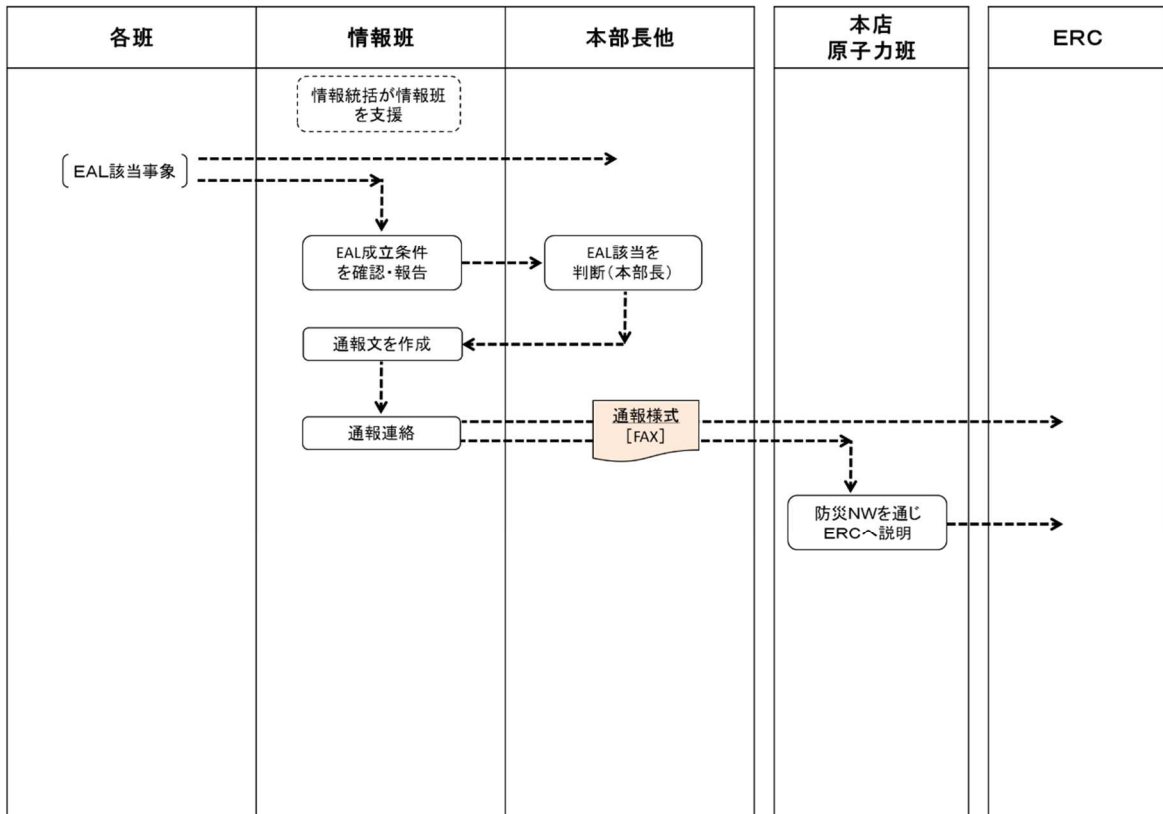 各班
情報班
本部長他
本店
原子力班
ERC
情報統括が情報班
を支援
EAL該当事象
EAL成立条件
を確認・報告
EAL該当を
判断(本部長)
通報文を作成
通報連絡
通報様式
[FAX]
防災NWを通じ
ERCへ説明